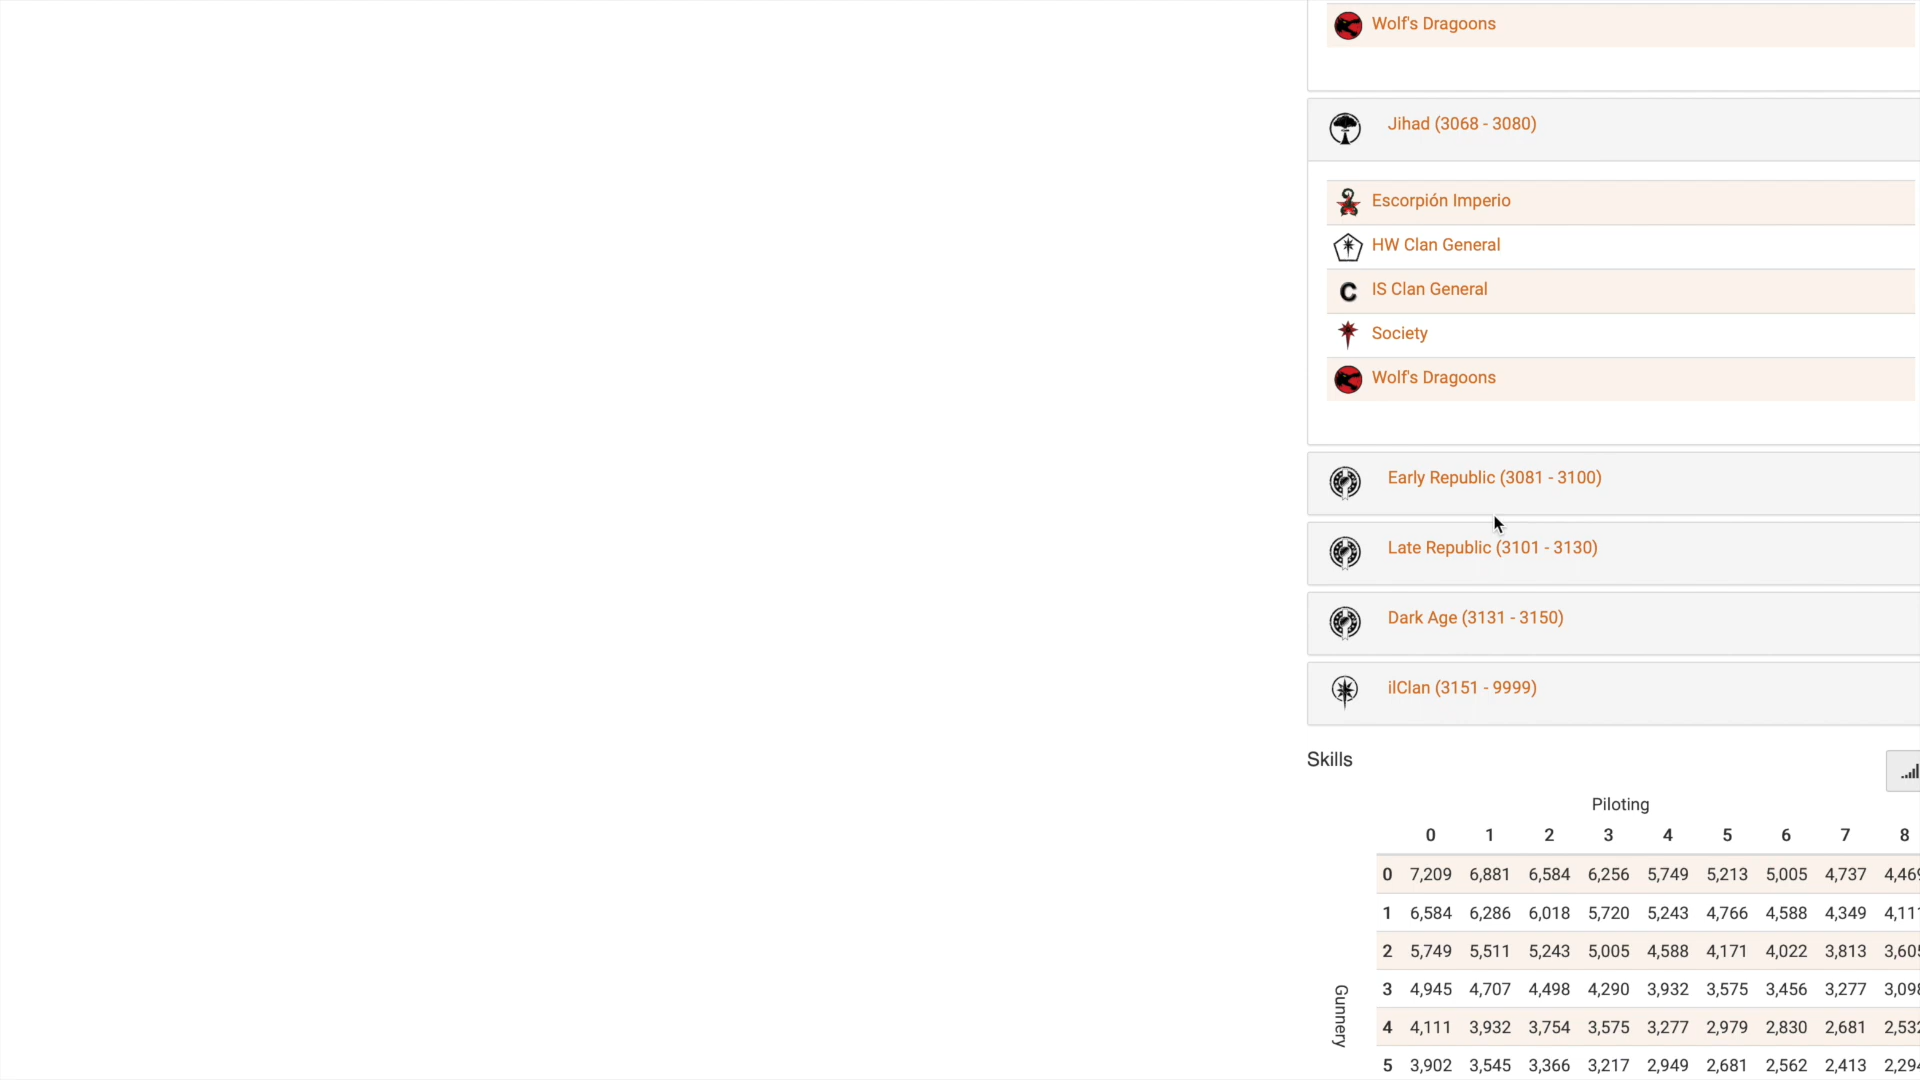 Wolf's Dragoons
Jihad (3068 - 3080)
Escorpión Imperio
HW Clan General
C IS Clan General
Society
Wolf's Dragoons
Early Republic (3081 - 3100)
Late Republic (3101 - 3130)
Dark Age (3131 - 3150)
ilClan (3151 - 9999)
Skills
Piloting
0 1 2 3 4 5 6 7 8
Gunnery
0 7,209 6,881 6,584 6,256 5,749 5,213 5,005 4,737
1 6,584 6,286 6,018 5,720 5,243 4,766 4,588 4,349
2 5,749 5,511 5,243 5,005 4,588 4,171 4,022 3,813
3 4,945 4,707 4,498 4,290 3,932 3,575 3,456 3,277
4 4,111 3,932 3,754 3,575 3,277 2,979 2,830 2,681
5 3,902 3,545 3,366 3,217 2,949 2,681 2,562 2,413